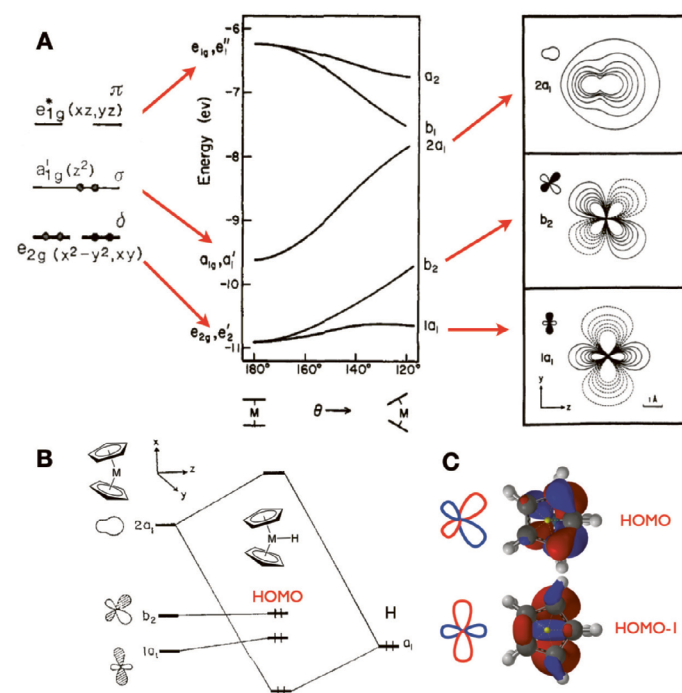 A
π
e*1g(xz,yz)
a'1g(z²) σ
δ
e2g (x²-y²,xy)
Energy (ev)
-6
-7
-8
-9
-10
-11
e1g,e"1
a1g,a'1
e2g,e'2
a2
b1
2a1
b2
1a1
180° 160° 140° 120°
M θ → M
2a1
b2
1a1
y
z
1Å
B
M
x
z
y
2a1
M—H
HOMO
H
b2
1a1
a1
C
HOMO
HOMO-1